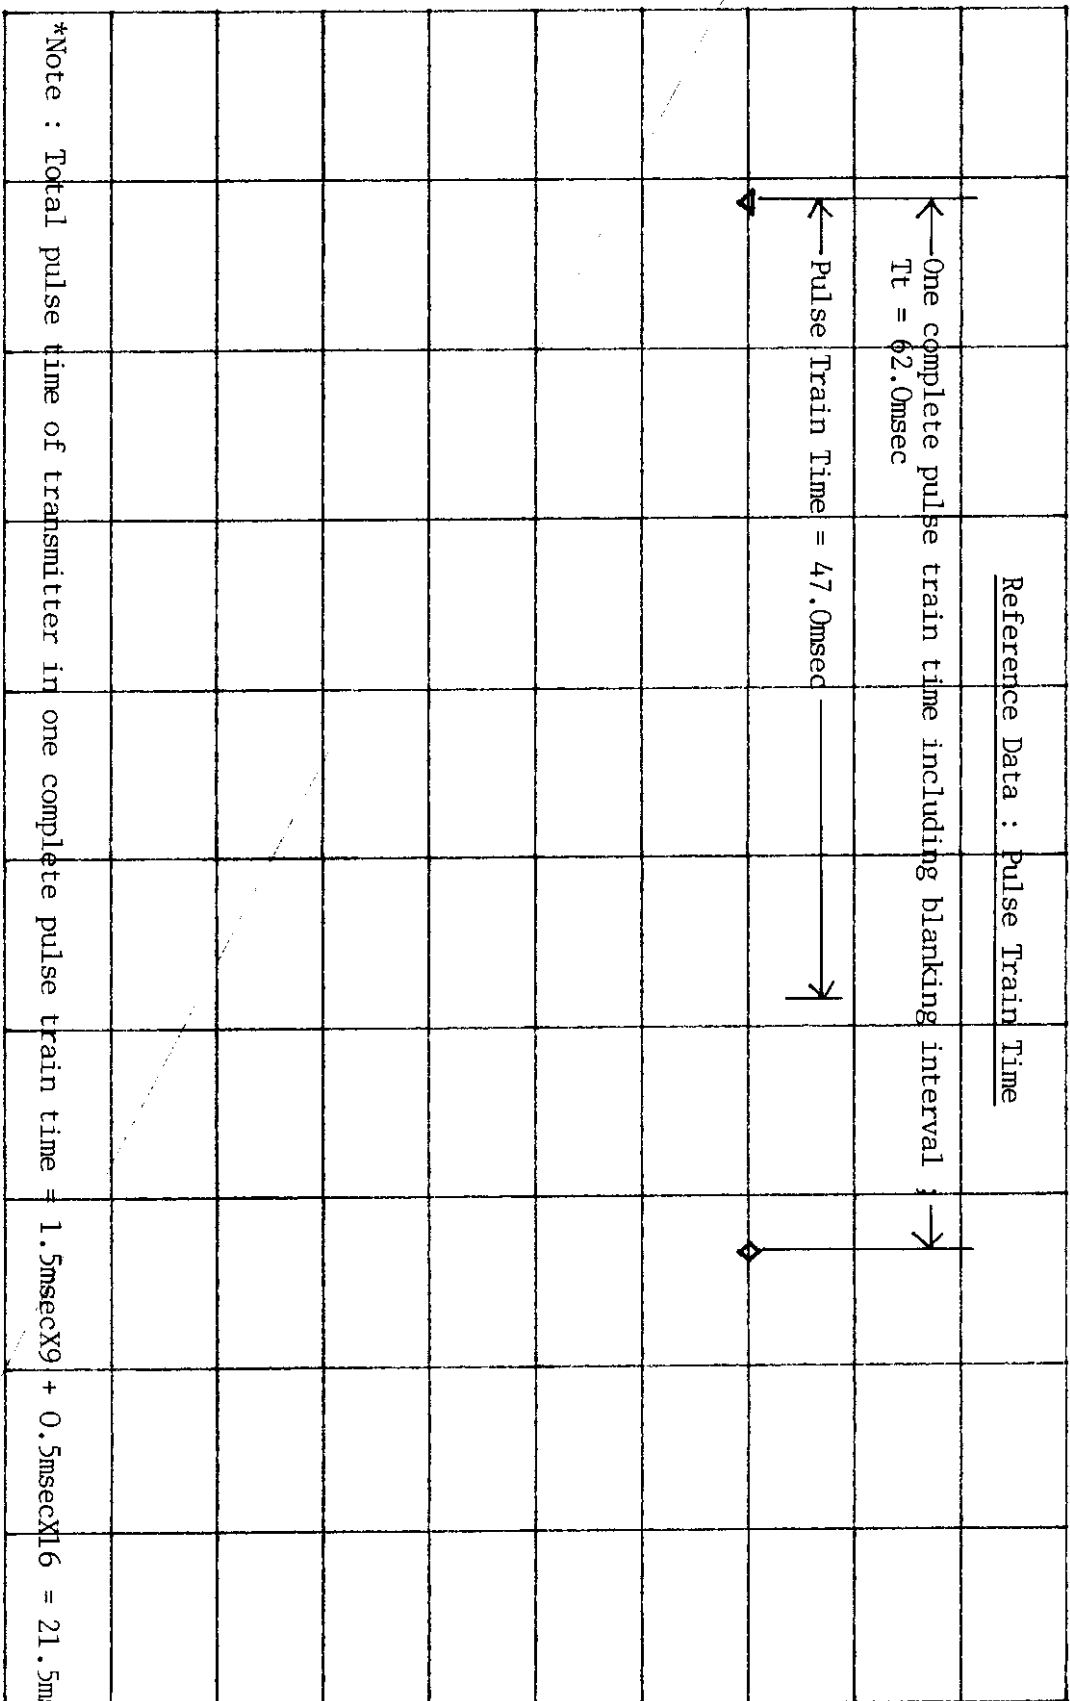 Reference Data : Pulse Train Time
One complete pulse train time including blanking interval ;
Tt = 62.0msec
Pulse Train Time = 47.0msec
*Note : Total pulse time of transmitter in one complete pulse train time = 1.5msecX9 + 0.5msecX16 = 21.5ms